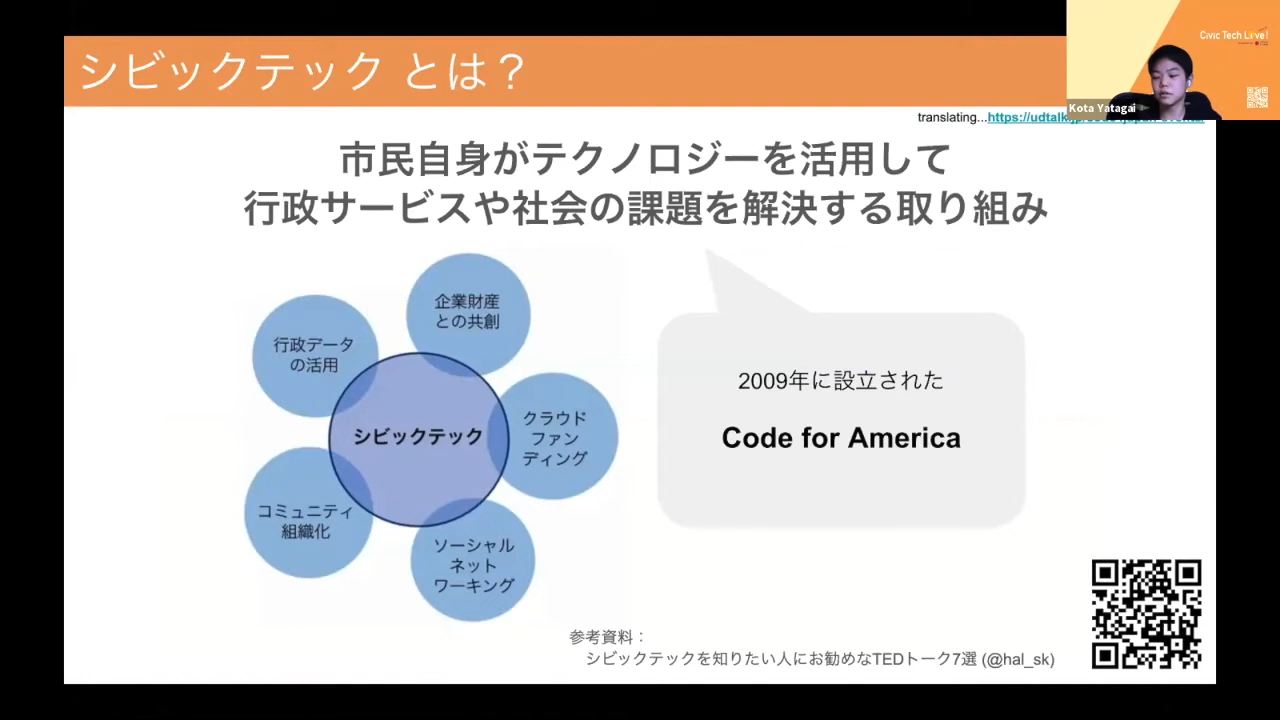 シビックテック とは？
Civic Tech Live!
Kota Yatagai
translating...https://udtalk.jp
市民自身がテクノロジーを活用して
行政サービスや社会の課題を解決する取り組み
企業財産
との共創
行政データ
の活用
シビックテック
クラウド
ファン
ディング
コミュニティ
組織化
ソーシャル
ネット
ワーキング
2009年に設立された
Code for America
参考資料：
シビックテックを知りたい人にお勧めなTEDトーク7選 (@hal_sk)